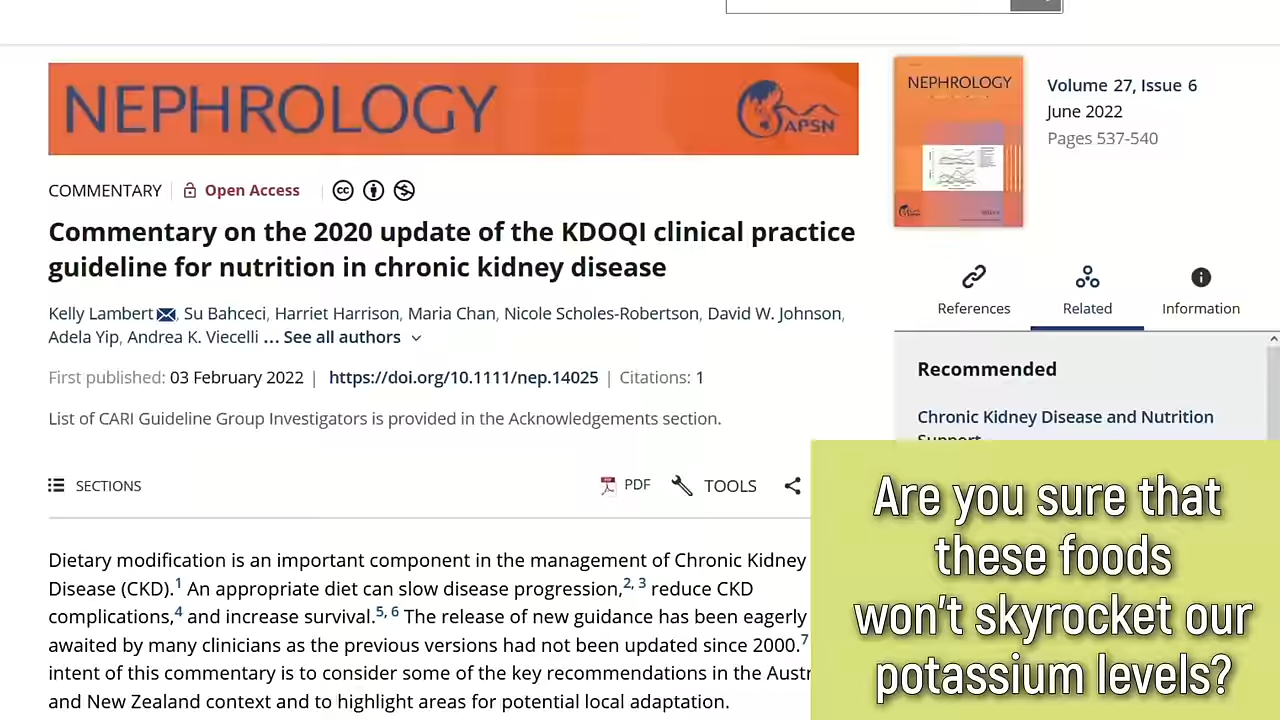 NEPHROLOGY
APSN
COMMENTARY
Open Access
Commentary on the 2020 update of the KDOQI clinical practice
guideline for nutrition in chronic kidney disease
Kelly Lambert, Su Bahceci, Harriet Harrison, Maria Chan, Nicole Scholes-Robertson, David W. Johnson,
Adela Yip, Andrea K. Viecelli ... See all authors
First published: 03 February 2022 | https://doi.org/10.1111/nep.14025 | Citations: 1
List of CARI Guideline Group Investigators is provided in the Acknowledgements section.
SECTIONS
PDF
TOOLS
Dietary modification is an important component in the management of Chronic Kidney
Disease (CKD).1 An appropriate diet can slow disease progression,2, 3 reduce CKD
complications,4 and increase survival.5, 6 The release of new guidance has been eagerly
awaited by many clinicians as the previous versions had not been updated since 2000.7
intent of this commentary is to consider some of the key recommendations in the Austr
and New Zealand context and to highlight areas for potential local adaptation.
NEPHROLOGY
Volume 27, Issue 6
June 2022
Pages 537-540
References
Related
Information
Recommended
Chronic Kidney Disease and Nutrition
Support
Are you sure that
these foods
won't skyrocket our
potassium levels?